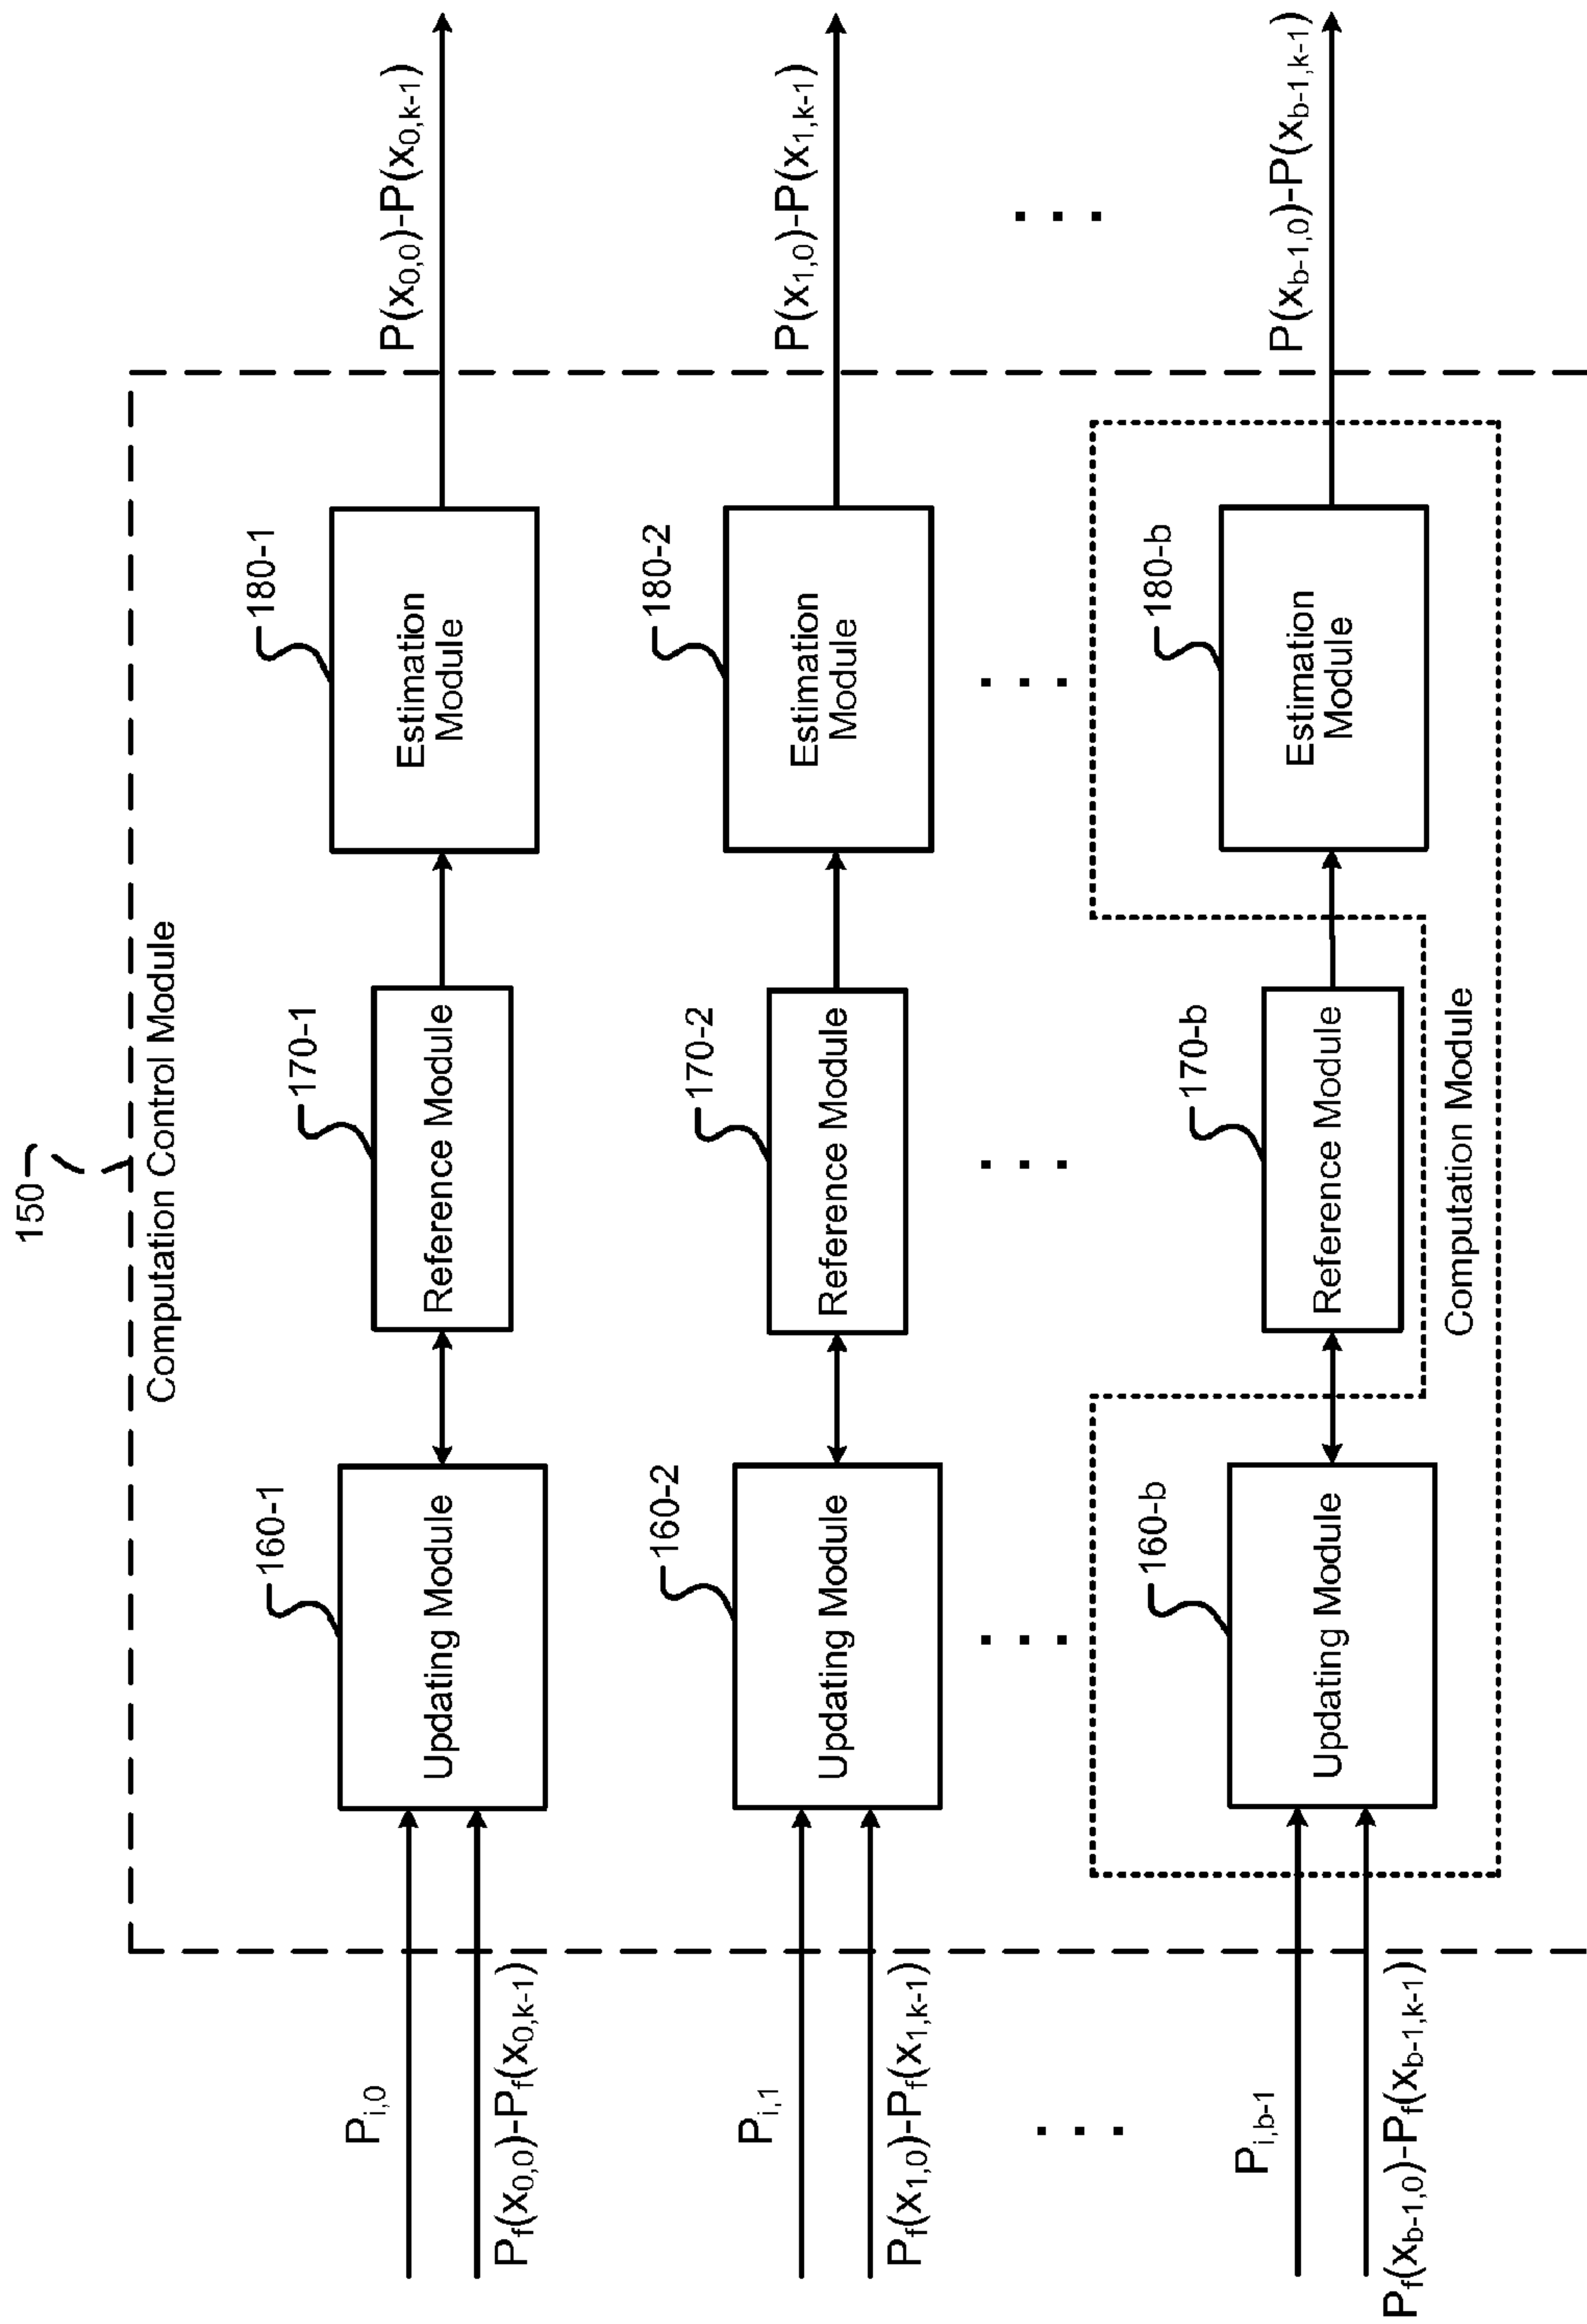 150
Computation Control Module
160-1
170-1
180-1
P_{i,0}
P_f(x_{0,0})-P_f(x_{0,k-1})
Updating Module
Reference Module
Estimation
Module
P(x_{0,0})-P(x_{0,k-1})
160-2
170-2
180-2
P_{i,1}
P_f(x_{1,0})-P_f(x_{1,k-1})
Updating Module
Reference Module
Estimation
Module
P(x_{1,0})-P(x_{1,k-1})
. . .
. . .
. . .
. . .
. . .
160-b
170-b
180-b
P_{i,b-1}
P_f(x_{b-1,0})-P_f(x_{b-1,k-1})
Updating Module
Reference Module
Estimation
Module
P(x_{b-1,0})-P(x_{b-1,k-1})
Computation Module